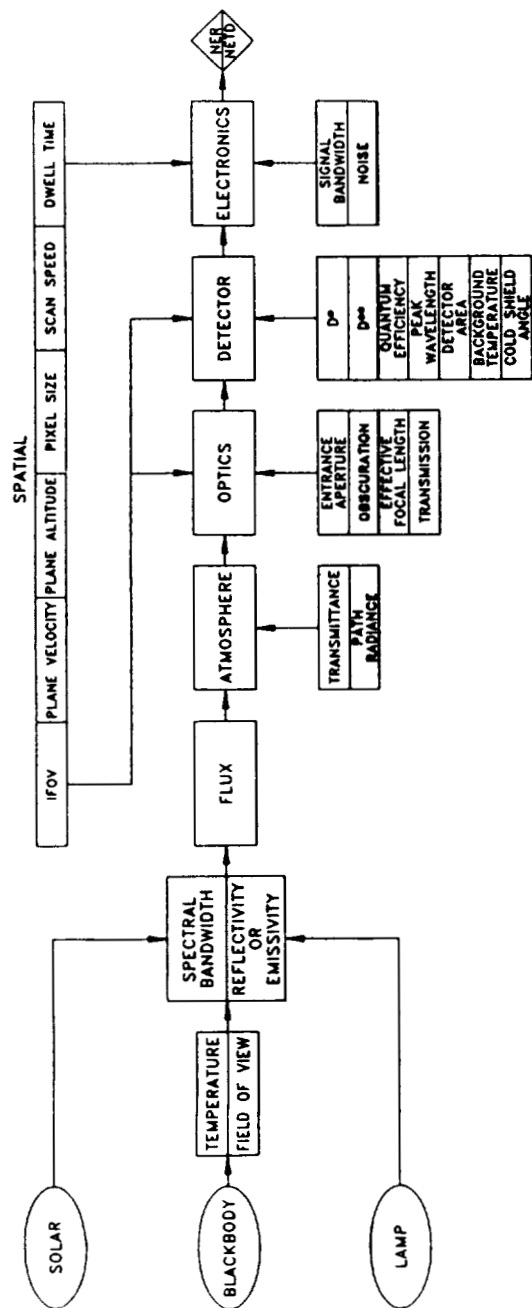 SPATIAL
IFOV
PLANE VELOCITY
PLANE ALTITUDE
PIXEL SIZE
SCAN SPEED
DWELL TIME
SOLAR
BLACKBODY
LAMP
TEMPERATURE
FIELD OF VIEW
SPECTRAL
BANDWIDTH
REFLECTIVITY
OR
EMISSIVITY
FLUX
ATMOSPHERE
OPTICS
DETECTOR
ELECTRONICS
NER
NETD
TRANSMITTANCE
PATH
RADIANCE
ENTRANCE
APERTURE
OBSCURATION
EFFECTIVE
FOCAL LENGTH
TRANSMISSION
D*
D**
QUANTUM
EFFICIENCY
PEAK
WAVELENGTH
DETECTOR
AREA
BACKGROUND
TEMPERATURE
COLD SHIELD
ANGLE
SIGNAL
BANDWIDTH
NOISE